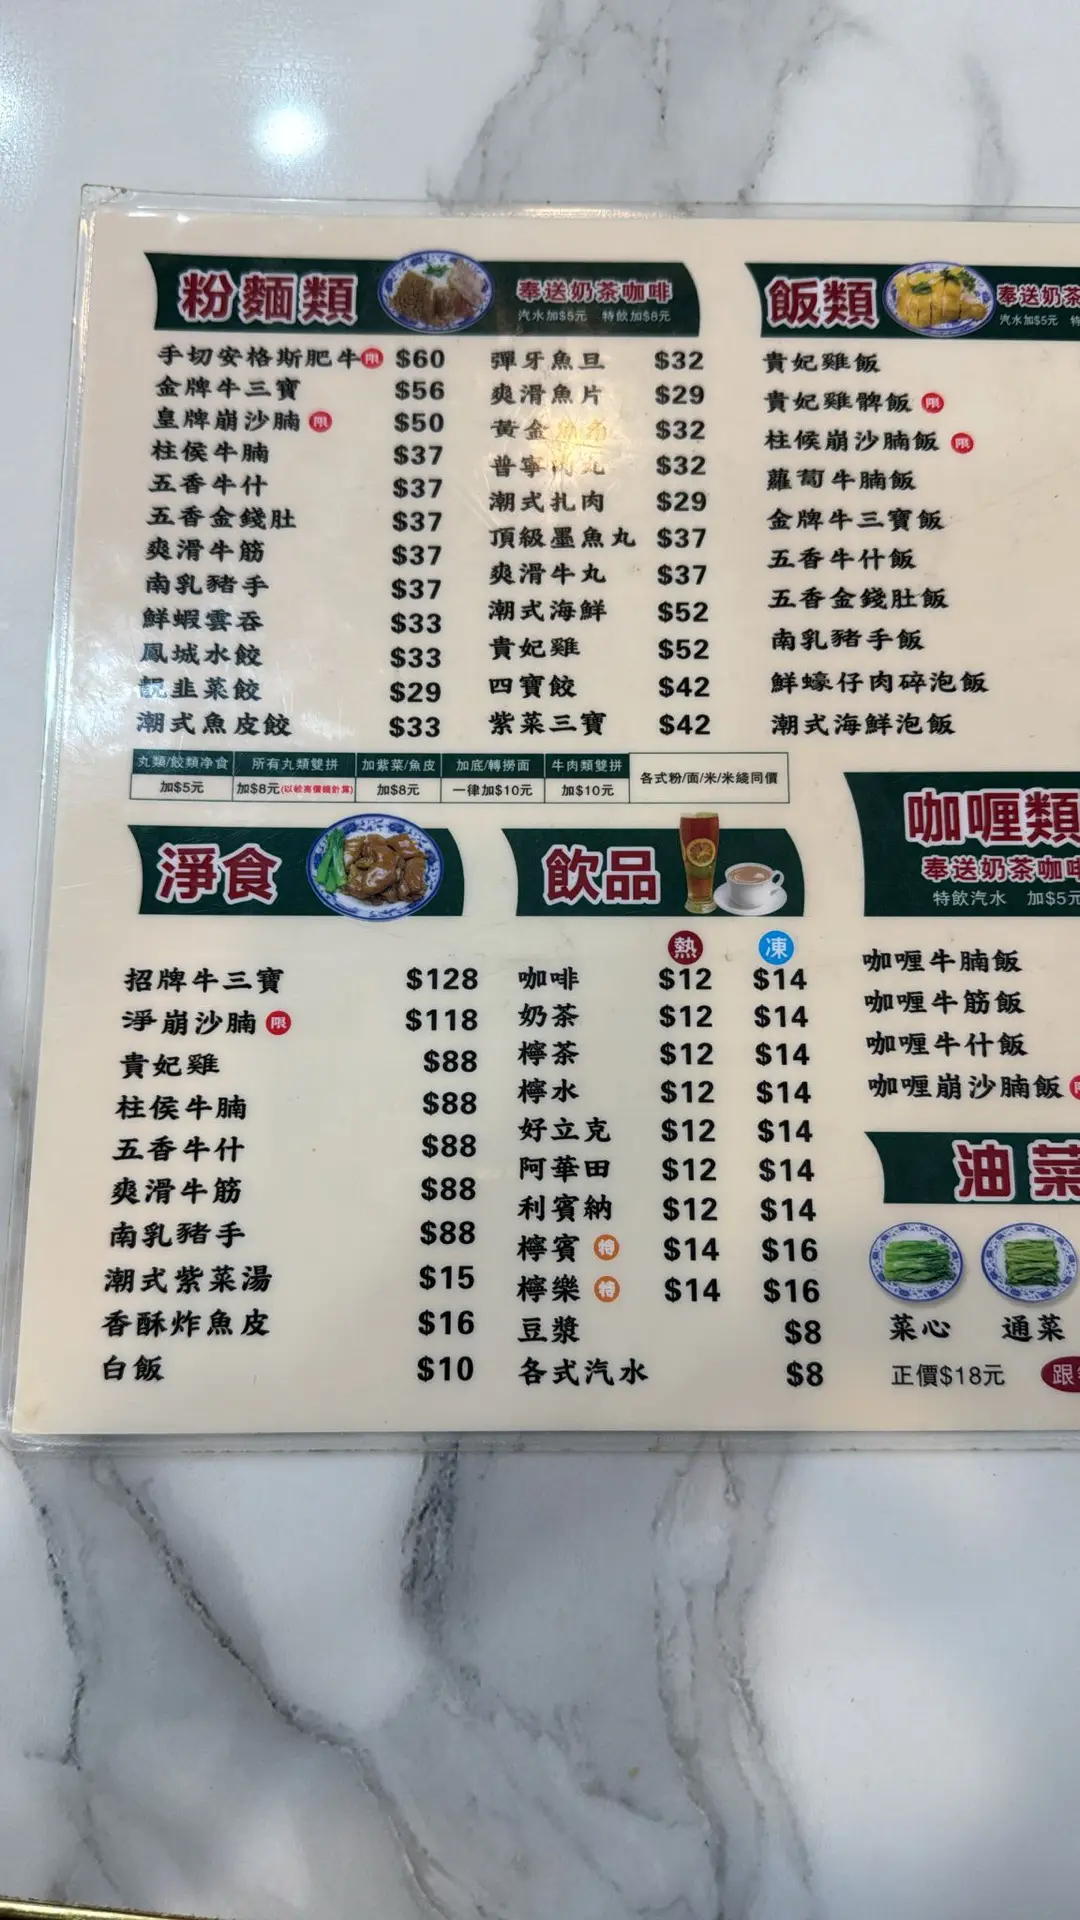 粉麵類
奉送奶茶咖啡
汽水加$5元 特飲加$8元
手切安格斯肥牛 限 $60
金牌牛三寶 $56
皇牌崩沙腩 限 $50
柱侯牛腩 $37
五香牛什 $37
五香金錢肚 $37
爽滑牛筋 $37
南乳豬手 $37
鮮蝦雲吞 $33
鳳城水餃 $33
靚韭菜餃 $29
潮式魚皮餃 $33
彈牙魚旦 $32
爽滑魚片 $29
黃金魚角 $32
普寧肉丸 $32
潮式扎肉 $29
頂級墨魚丸 $37
爽滑牛丸 $37
潮式海鮮 $52
貴妃雞 $52
四寶餃 $42
紫菜三寶 $42
丸類/餃類净食 所有丸類雙拼 加紫菜/魚皮 加底/轉撈面 牛肉類雙拼 各式粉/面/米/米綫同價
加$5元 加$8元(以較高價錢計算) 加$8元 一律加$10元 加$10元
飯類
奉送奶茶
汽水加$5元
貴妃雞飯
貴妃雞髀飯 限
柱候崩沙腩飯 限
蘿蔔牛腩飯
金牌牛三寶飯
五香牛什飯
五香金錢肚飯
南乳豬手飯
鮮蠔仔肉碎泡飯
潮式海鮮泡飯
淨食
招牌牛三寶 $128
淨崩沙腩 限 $118
貴妃雞 $88
柱侯牛腩 $88
五香牛什 $88
爽滑牛筋 $88
南乳豬手 $88
潮式紫菜湯 $15
香酥炸魚皮 $16
白飯 $10
飲品
熱 凍
咖啡 $12 $14
奶茶 $12 $14
檸茶 $12 $14
檸水 $12 $14
好立克 $12 $14
阿華田 $12 $14
利賓納 $12 $14
檸賓 特 $14 $16
檸樂 特 $14 $16
豆漿 $8
各式汽水 $8
咖喱類
奉送奶茶咖啡
特飲汽水 加$5元
咖喱牛腩飯
咖喱牛筋飯
咖喱牛什飯
咖喱崩沙腩飯 限
油菜
菜心 通菜
正價$18元 跟